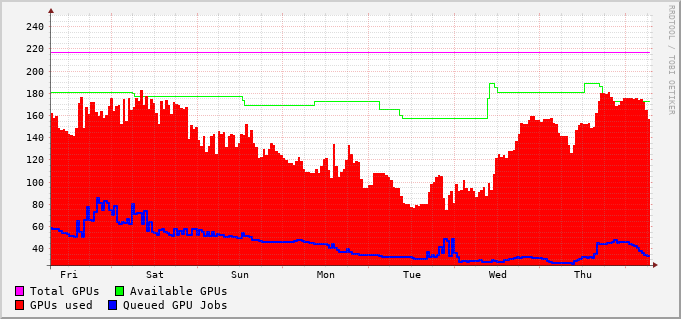 RRDTOOL / TOBI OETIKER
240
220
200
180
160
140
120
100
80
60
40
Fri Sat Sun Mon Tue Wed Thu
Total GPUs Available GPUs
GPUs used Queued GPU Jobs